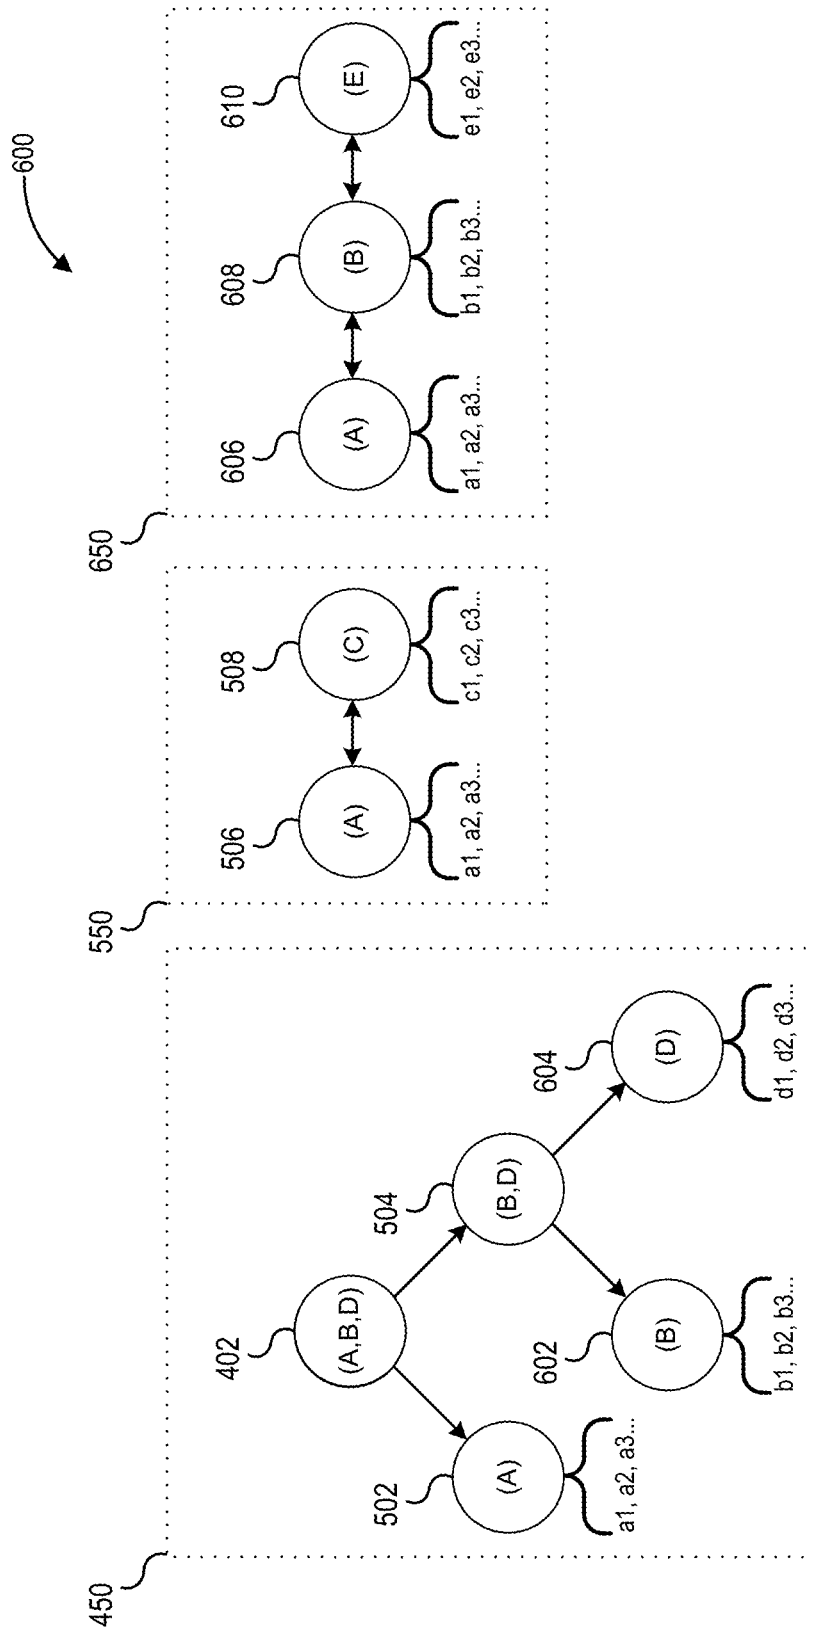 600
450
550
650
402
(A,B,D)
502
(A)
a1, a2, a3...
504
(B,D)
602
(B)
b1, b2, b3...
604
(D)
d1, d2, d3...
506
(A)
a1, a2, a3...
508
(C)
c1, c2, c3...
606
(A)
a1, a2, a3...
608
(B)
b1, b2, b3...
610
(E)
e1, e2, e3...